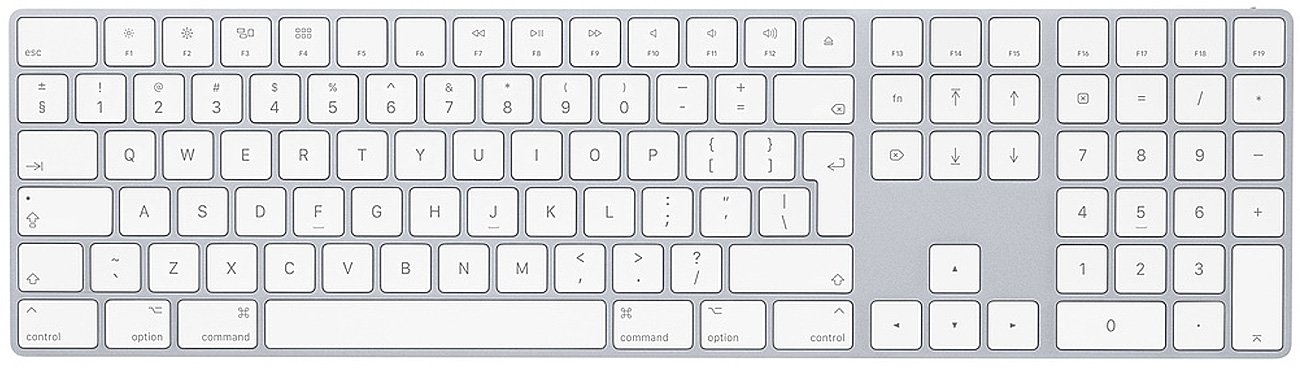 esc F1 F2 F3 F4 F5 F6 F7 F8 F9 F10 F11 F12 F13 F14 F15 F16 F17 F18 F19
± ! @ # $ % ^ & * ( ) — +
§ 1 2 3 4 5 6 7 8 9 0 - = fn = / *
Q W E R T Y U I O P { } 7 8 9 −
[ ]
A S D F G H J K L : " | 4 5 6 +
; ' \
~ Z X C V B N M < > ? 1 2 3
` , . /
control option command command option control 0 .